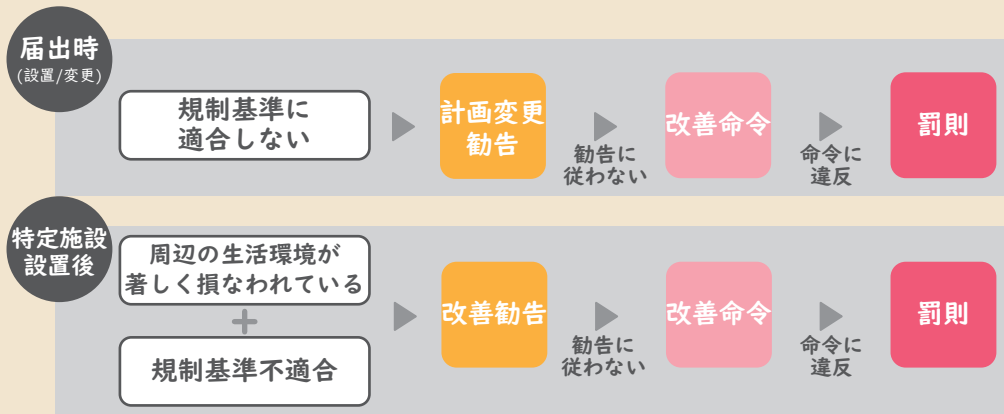 届出時
(設置/変更)
規制基準に
適合しない
計画変更
勧告
勧告に
従わない
改善命令
命令に
違反
罰則
特定施設
設置後
周辺の生活環境が
著しく損なわれている
+
規制基準不適合
改善勧告
勧告に
従わない
改善命令
命令に
違反
罰則